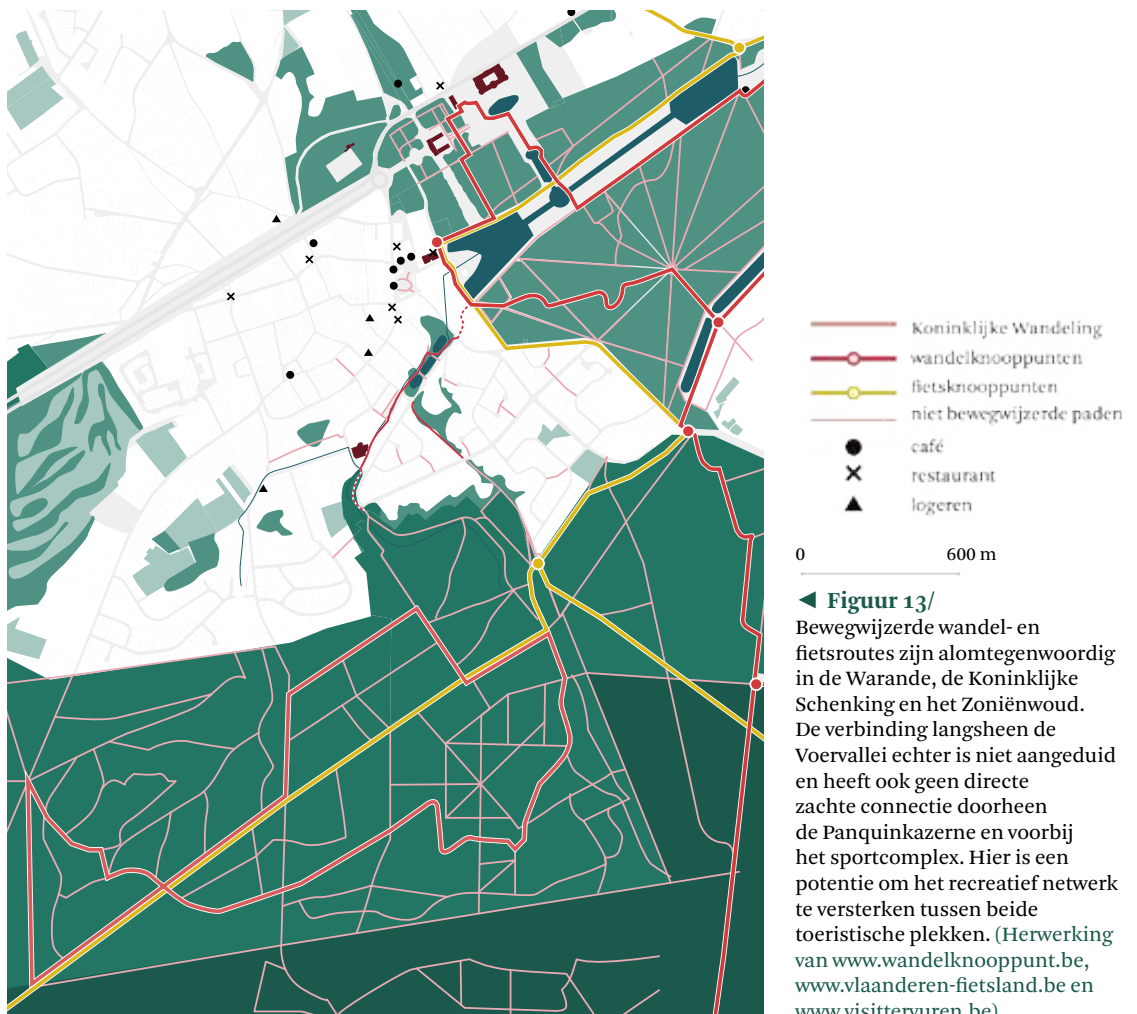 Koninklijke Wandeling
wandelknooppunten
fietsknooppunten
niet bewegwijzerde paden
café
restaurant
logeren
0 600 m
◄ Figuur 13/
Bewegwijzerde wandel- en
fietsroutes zijn alomtegenwoordig
in de Warande, de Koninklijke
Schenking en het Zoniënwoud.
De verbinding langsheen de
Voervallei echter is niet aangeduid
en heeft ook geen directe
zachte connectie doorheen
de Panquinkazerne en voorbij
het sportcomplex. Hier is een
potentie om het recreatief netwerk
te versterken tussen beide
toeristische plekken. (Herwerking
van www.wandelknooppunt.be,
www.vlaanderen-fietsland.be en
www.visittervuren.be)